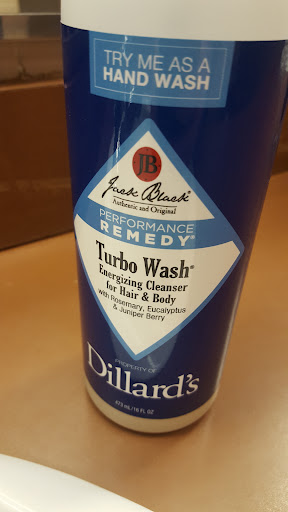 TRY ME AS A
HAND WASH
JB
Jack Black®
Authentic and Original
PERFORMANCE
REMEDY®
Turbo Wash®
Energizing Cleanser
for Hair & Body
with Rosemary, Eucalyptus
& Juniper Berry
PROPERTY OF
Dillard's
473 mL/16 FL OZ